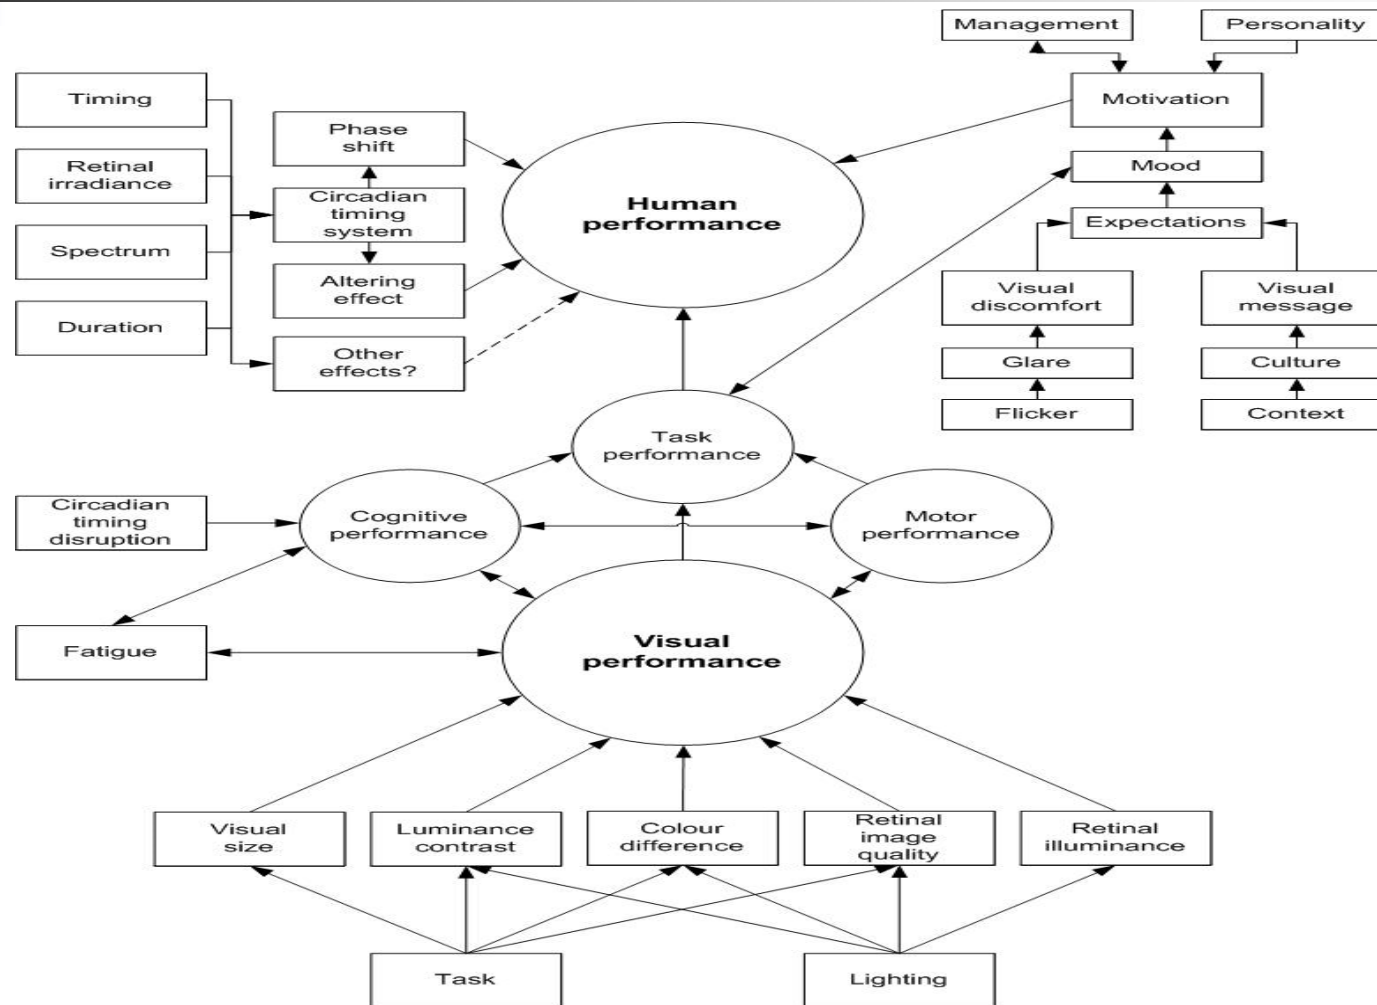 Management
Personality
Timing
Motivation
Phase
shift
Retinal
irradiance
Mood
Human
performance
Circadian
timing
system
Expectations
Spectrum
Altering
effect
Visual
discomfort
Visual
message
Duration
Other
effects?
Glare
Culture
Flicker
Context
Task
performance
Circadian
timing
disruption
Cognitive
performance
Motor
performance
Fatigue
Visual
performance
Visual
size
Luminance
contrast
Colour
difference
Retinal
image
quality
Retinal
illuminance
Task
Lighting